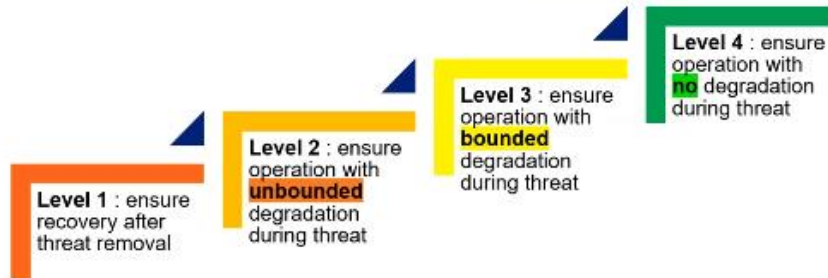 Level 1 : ensure
recovery after
threat removal
Level 2 : ensure
operation with
unbounded
degradation
during threat
Level 3 : ensure
operation with
bounded
degradation
during threat
Level 4 : ensure
operation with
no degradation
during threat